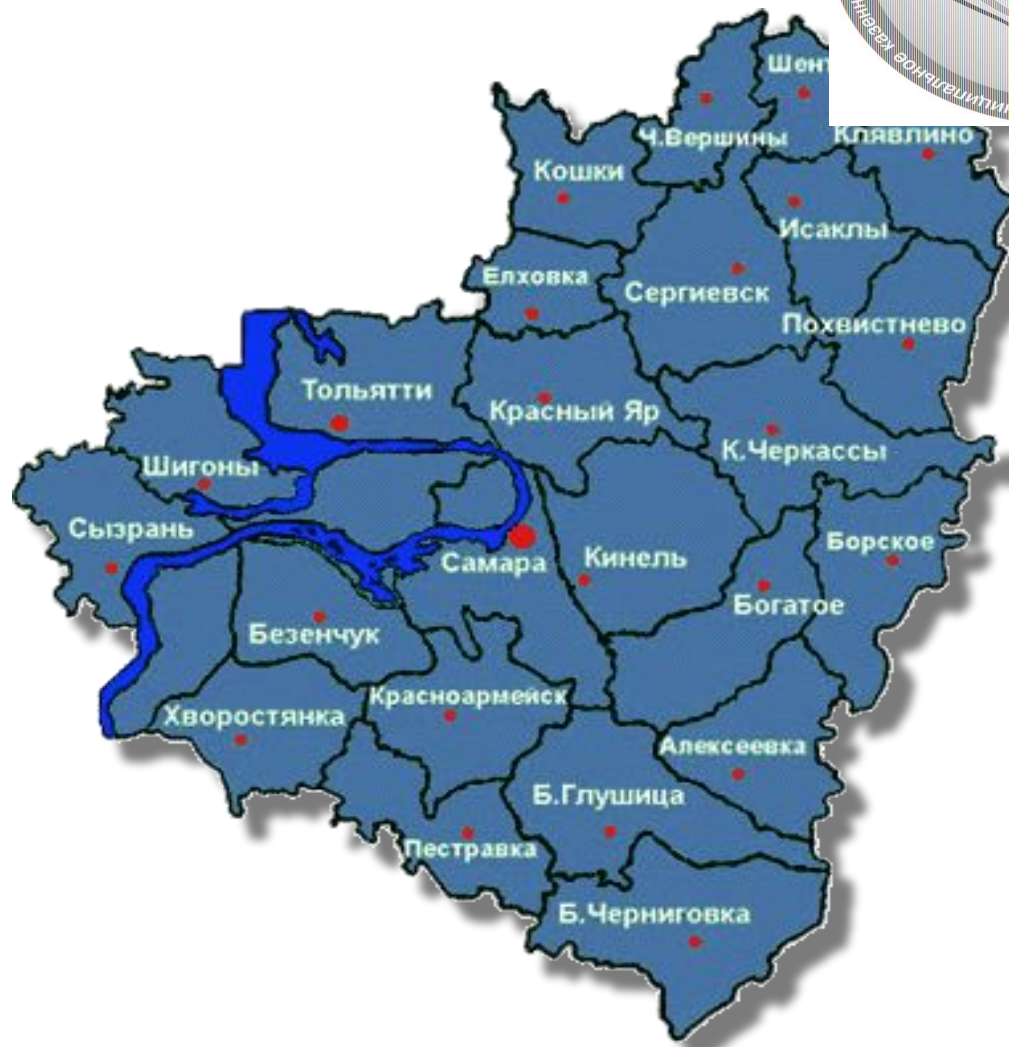 казенное
Шент
Ч.Вершины
Клявлино
Кошки
Исаклы
Елховка
Сергиевск
Похвистнево
Тольятти
Красный Яр
К.Черкассы
Шигоны
Сызрань
Самара
Кинель
Борское
Богатое
Безенчук
Красноармейск
Хворостянка
Алексеевка
Б.Глушица
Пестравка
Б.Черниговка